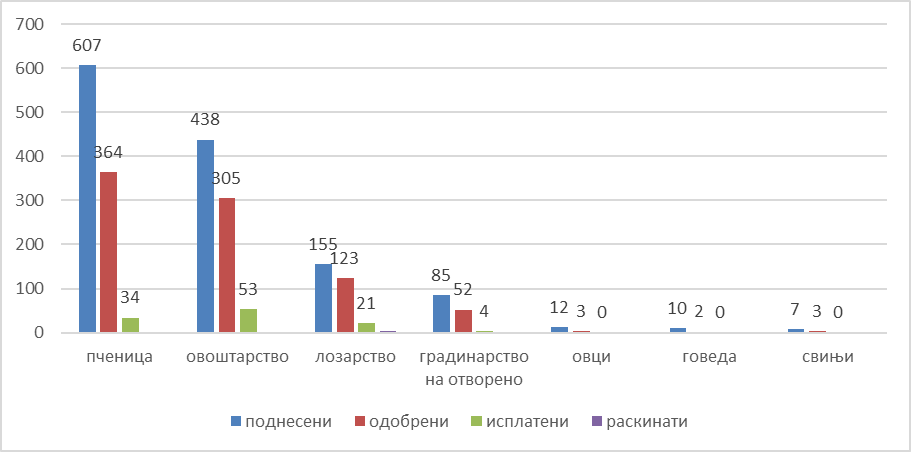 700
600
500
400
300
200
100
0
607
364
34
438
305
53
155
123
21
85
52
4
12
3
0
10
2
0
7
3
0
пченица
овоштарство
лозарство
градинарство
на отворено
овци
говеда
свињи
поднесени
одобрени
исплатени
раскинати